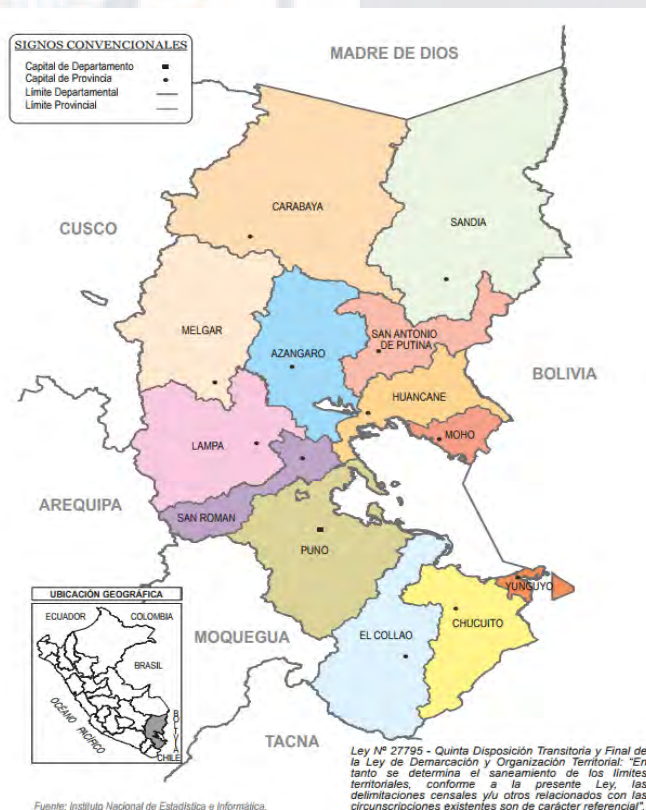 SIGNOS CONVENCIONALES
Capital de Departamento
Capital de Provincia
Límite Departamental
Límite Provincial
MADRE DE DIOS
CARABAYA
SANDIA
CUSCO
MELGAR
AZANGARO
SAN ANTONIO
DE PUTINA
BOLIVIA
HUANCANE
MOHO
LAMPA
AREQUIPA
SAN ROMAN
PUNO
YUNGUYO
CHUCUITO
EL COLLAO
MOQUEGUA
TACNA
UBICACIÓN GEOGRÁFICA
ECUADOR
COLOMBIA
BRASIL
OCÉANO PACÍFICO
BOLIVIA
CHILE
Ley Nº 27795 - Quinta Disposición Transitoria y Final de
la Ley de Demarcación y Organización Territorial: "En
tanto se determina el saneamiento de los límites
territoriales, conforme a la presente Ley, las
delimitaciones censales y/u otros relacionados con las
circunscripciones existentes son de carácter referencial".
Fuente: Instituto Nacional de Estadística e Informática.